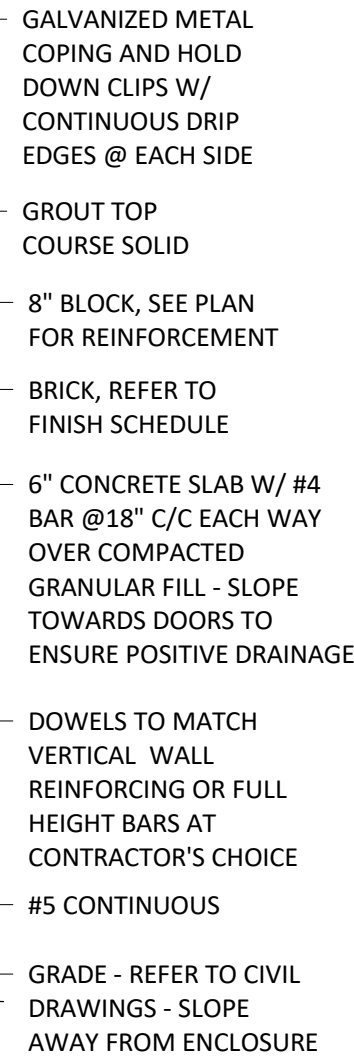 GALVANIZED METAL
COPING AND HOLD
DOWN CLIPS W/
CONTINUOUS DRIP
EDGES @ EACH SIDE
GROUT TOP
COURSE SOLID
8" BLOCK, SEE PLAN
FOR REINFORCEMENT
BRICK, REFER TO
FINISH SCHEDULE
6" CONCRETE SLAB W/ #4
BAR @18" C/C EACH WAY
OVER COMPACTED
GRANULAR FILL - SLOPE
TOWARDS DOORS TO
ENSURE POSITIVE DRAINAGE
DOWELS TO MATCH
VERTICAL WALL
REINFORCING OR FULL
HEIGHT BARS AT
CONTRACTOR'S CHOICE
#5 CONTINUOUS
GRADE - REFER TO CIVIL
DRAWINGS - SLOPE
AWAY FROM ENCLOSURE